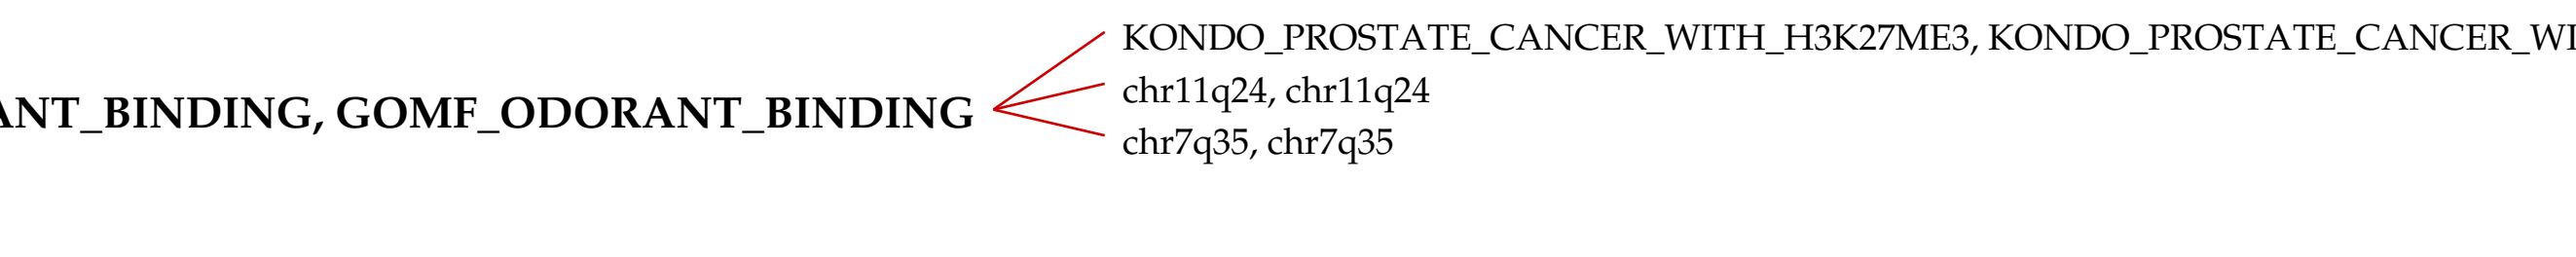 KONDO_PROSTATE_CANCER_WITH_H3K27ME3, KONDO_PROSTATE_CANCER_WI
chr11q24, chr11q24
ANT_BINDING, GOMF_ODORANT_BINDING
chr7q35, chr7q35